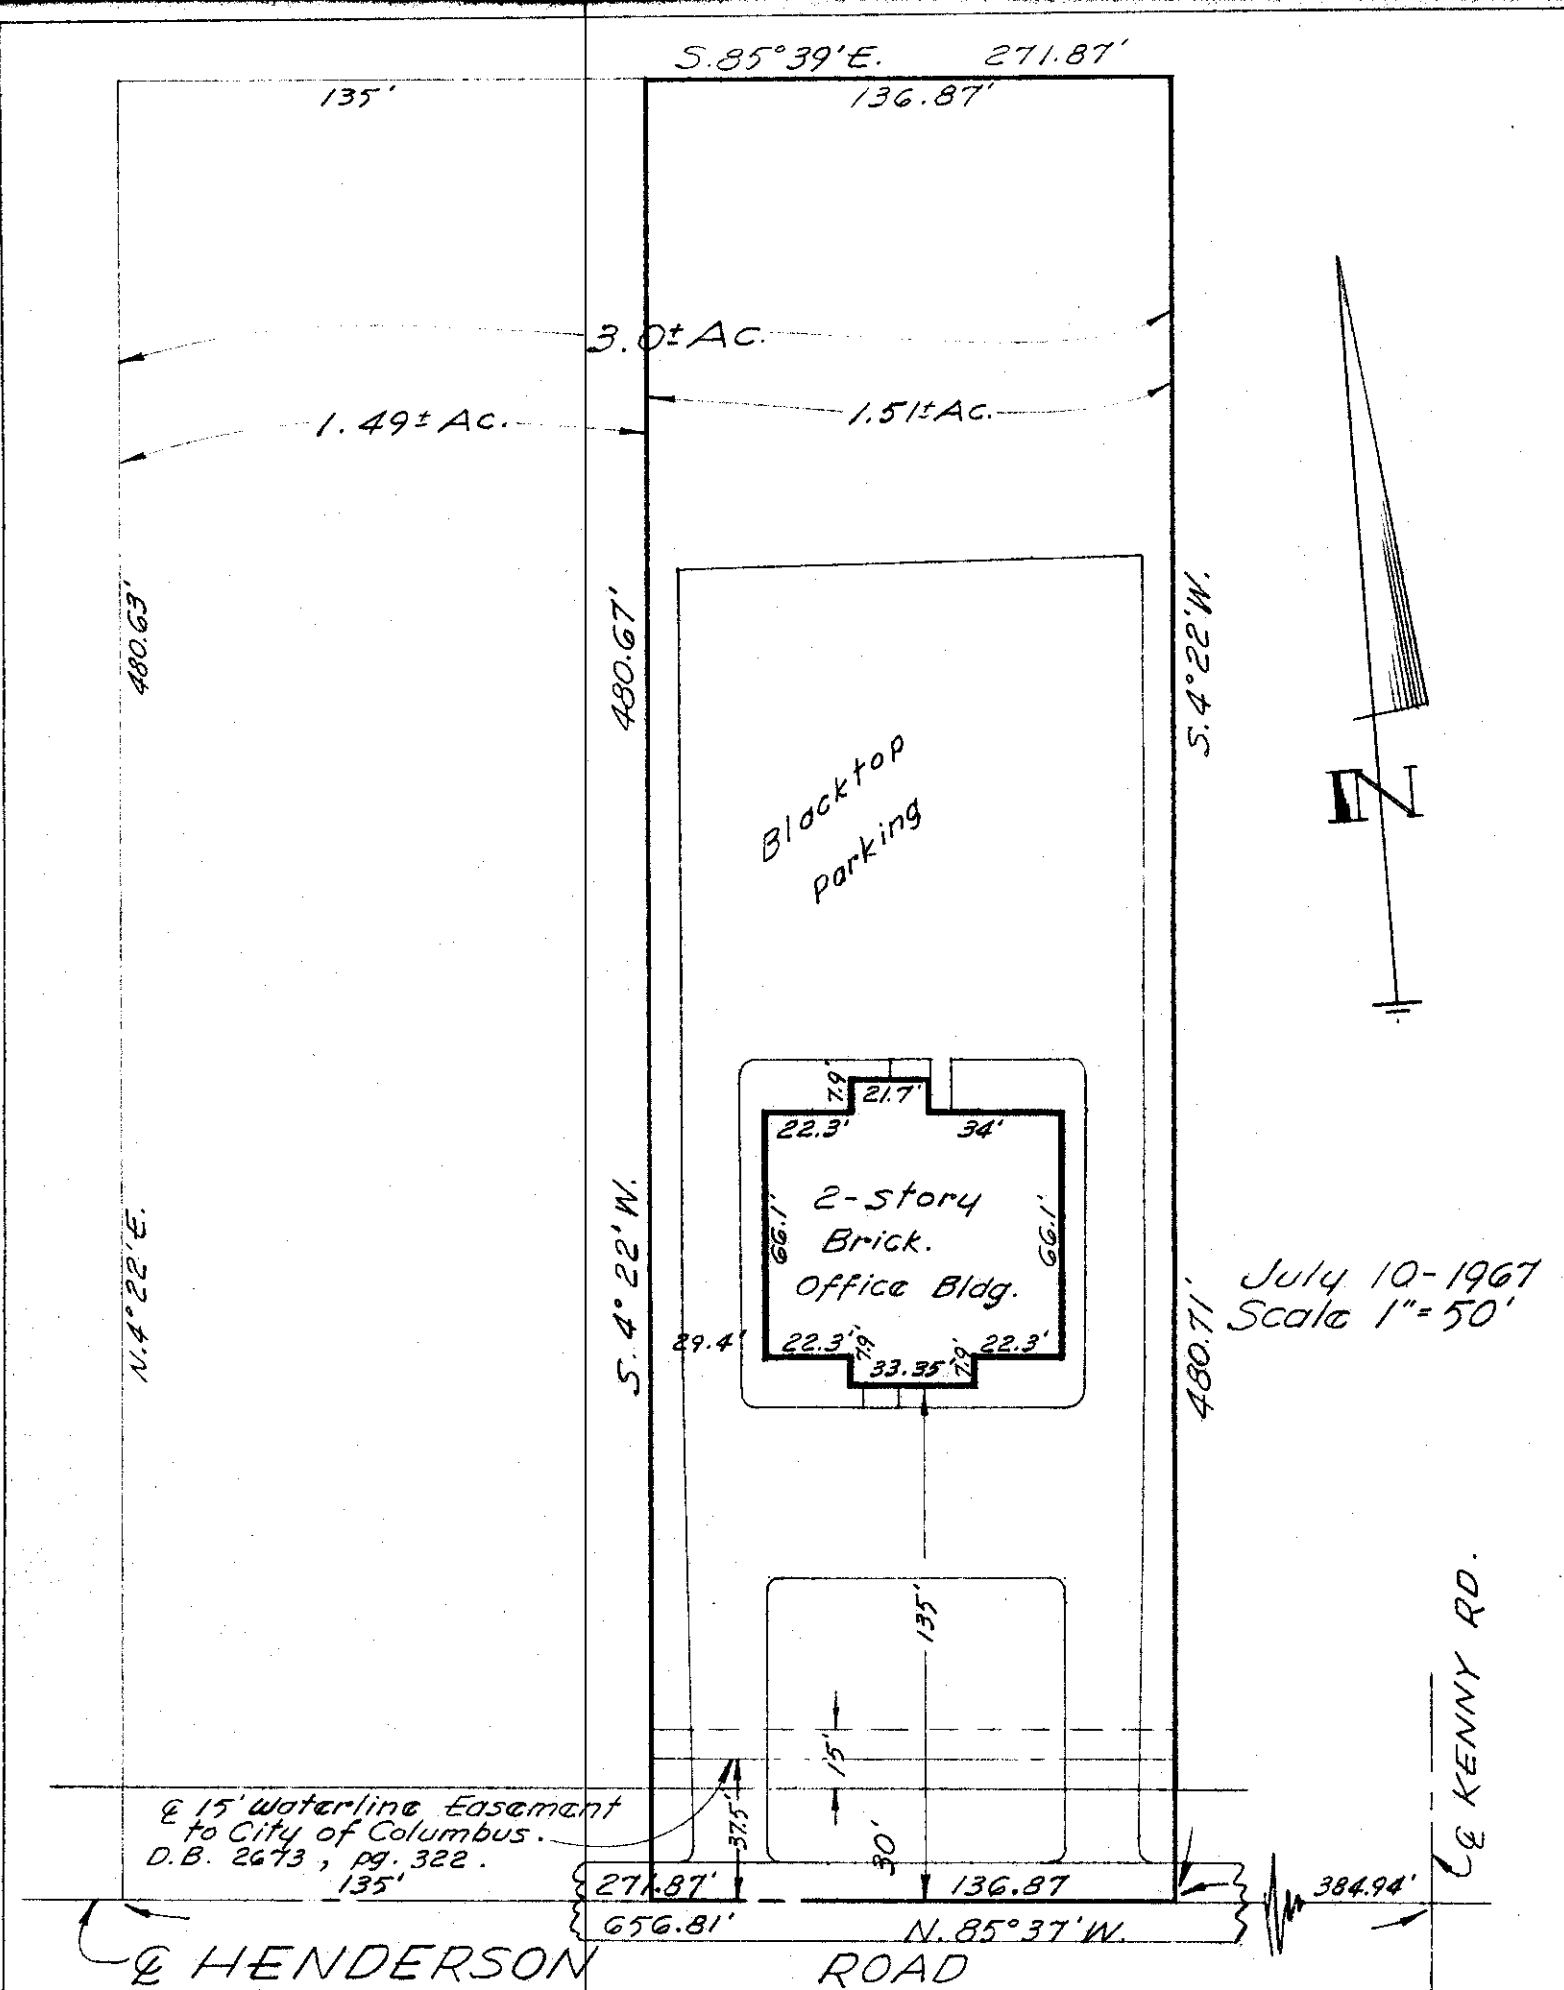 S.85°39'E. 271.87'
135' 136.87'
3.0± Ac.
1.49± Ac.
1.51± Ac.
480.63'
480.67'
S.4°22'W.
Blacktop
parking
N
7.9'
21.7'
22.3' 34'
66.1'
2-story
Brick.
Office Bldg.
66.1'
N.4°22'E.
S.4°22'W.
480.71'
July 10-1967
Scale 1"=50'
29.4' 22.3' 7.9' 33.35' 7.9' 22.3'
135'
15'
37.5'
30'
℄ 15' Waterline Easement
to City of Columbus.
D.B. 2673, pg. 322.
135' 271.87' 136.87 384.94'
656.81' N.85°37'W.
℄ HENDERSON ROAD
℄ KENNY RD.